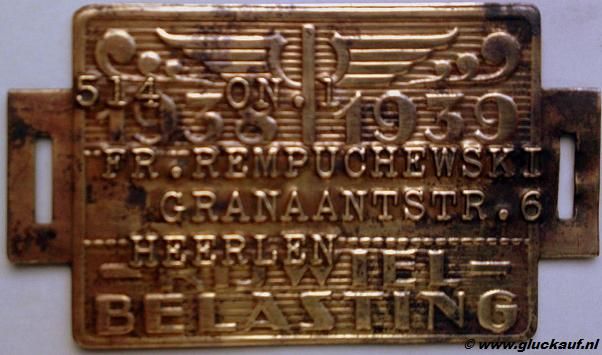 514 ON.1
1938 1939
FR.REMPUCHEWSKI
GRANAANTSTR.6
HEERLEN
RIJWIEL=
BELASTING
© www.gluckauf.nl